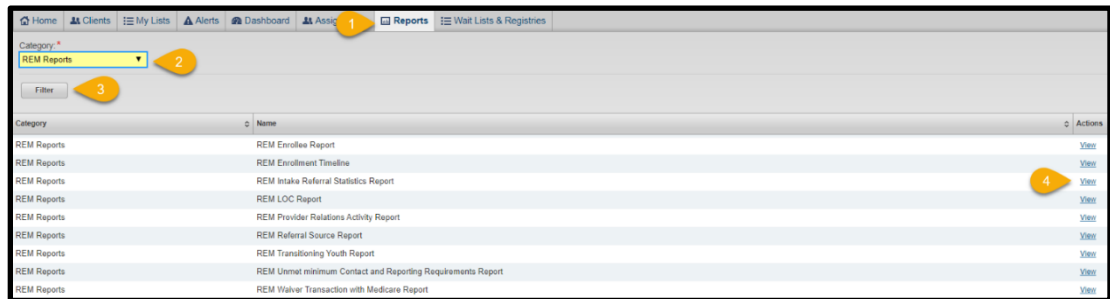 Home Clients My Lists Alerts Dashboard 1 Reports Wait Lists & Registries
Category:*
REM Reports 2
Filter 3
Category Name Actions
REM Reports REM Enrollee Report View
REM Reports REM Enrollment Timeline View
REM Reports REM Intake Referral Statistics Report 4 View
REM Reports REM LOC Report View
REM Reports REM Provider Relations Activity Report View
REM Reports REM Referral Source Report View
REM Reports REM Transitioning Youth Report View
REM Reports REM Unmet minimum Contact and Reporting Requirements Report View
REM Reports REM Waiver Transaction with Medicare Report View